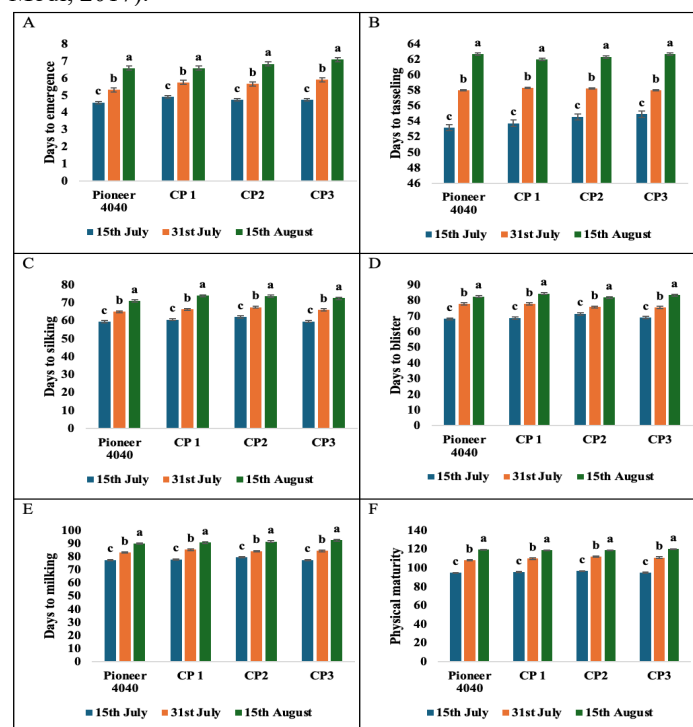 A
8
7
6
5
4
3
2
1
0
Days to emergence
c b a
c b a
c b a
c b a
Pioneer 4040 CP 1 CP2 CP3
15th July 31st July 15th August
B
64
62
60
58
56
54
52
50
48
46
Days to tasseling
c b a
c b a
c b a
c b a
Pioneer 4040 CP 1 CP2 CP3
15th July 31st July 15th August
C
80
70
60
50
40
30
20
10
0
Days to silking
c b a
c b a
c b a
c b a
Pioneer 4040 CP 1 CP2 CP3
15th July 31st July 15th August
D
90
80
70
60
50
40
30
20
10
0
Days to blister
c b a
c b a
c b a
c b a
Pioneer 4040 CP 1 CP2 CP3
15th July 31st July 15th August
E
100
90
80
70
60
50
40
30
20
10
0
Days to milking
c b a
c b a
c b a
c b a
Pioneer 4040 CP 1 CP2 CP3
15th July 31st July 15th August
F
140
120
100
80
60
40
20
0
Physical maturity
c b a
c b a
c b a
c b a
Pioneer 4040 CP 1 CP2 CP3
15th July 31st July 15th August